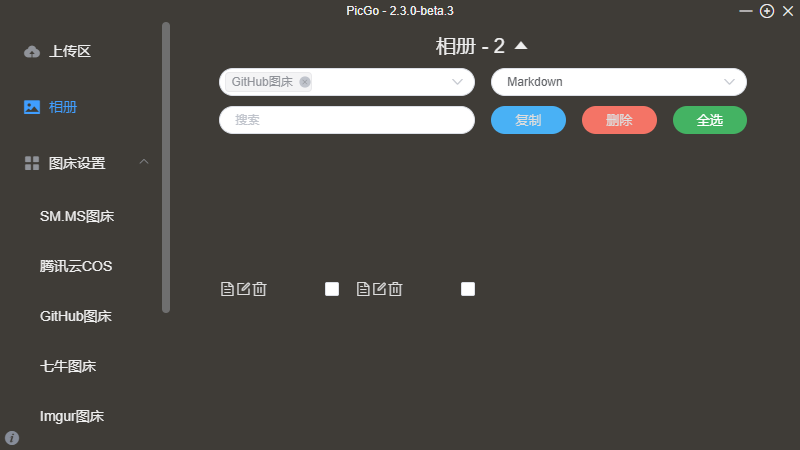 PicGo - 2.3.0-beta.3
上传区
相册
图床设置
SM.MS图床
腾讯云COS
GitHub图床
七牛图床
Imgur图床
相册 - 2
GitHub图床
Markdown
搜索
复制
删除
全选